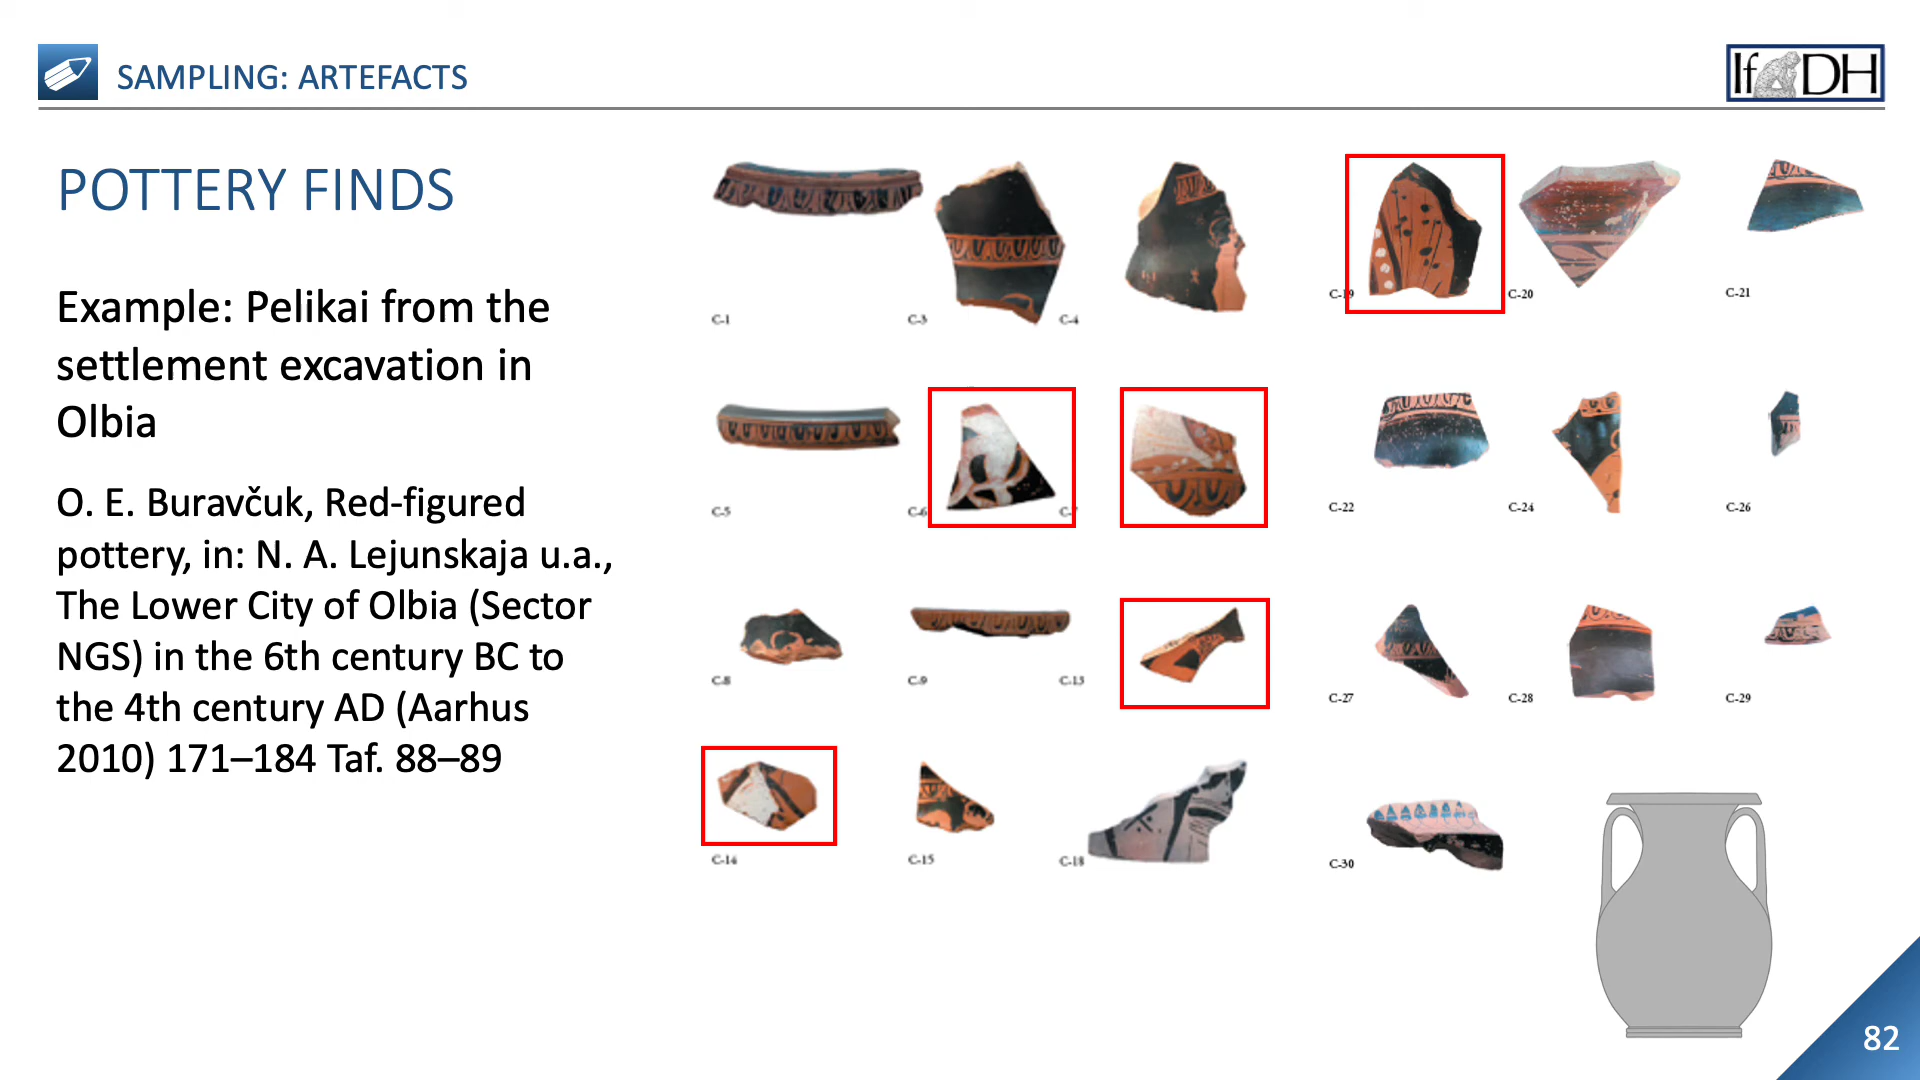 SAMPLING: ARTEFACTS
IfADH
POTTERY FINDS
Example: Pelikai from the
settlement excavation in
Olbia
O. E. Buravčuk, Red-figured
pottery, in: N. A. Lejunskaja u.a.,
The Lower City of Olbia (Sector
NGS) in the 6th century BC to
the 4th century AD (Aarhus
2010) 171–184 Taf. 88–89
C-1
C-3
C-4
C-19
C-20
C-21
C-5
C-6
C-22
C-24
C-26
C-8
C-9
C-13
C-27
C-28
C-29
C-14
C-15
C-18
C-30
82